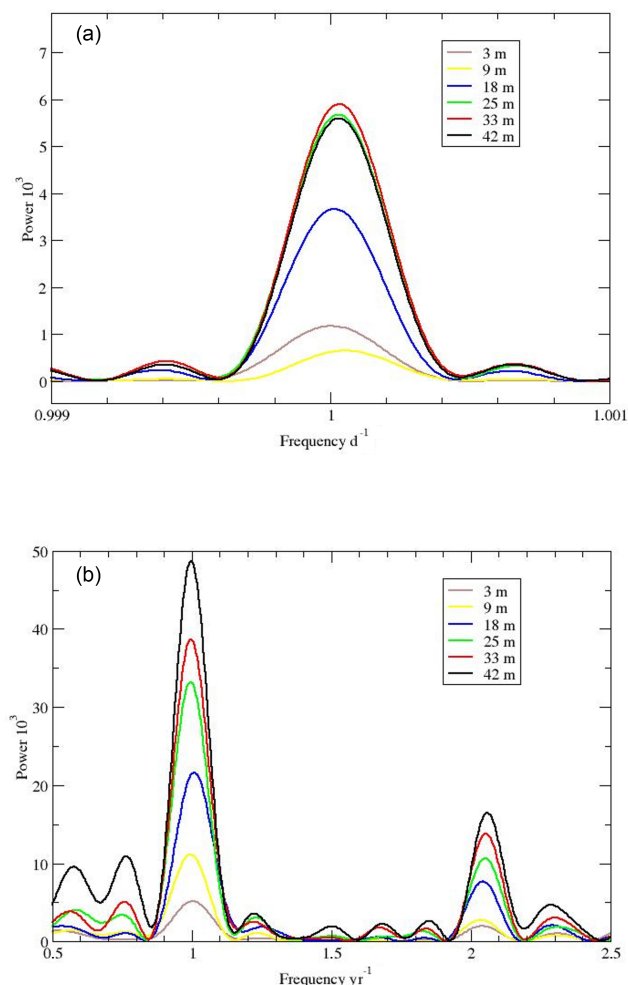 (a)
7
6
5
4
3
2
1
0
Power 10³
3 m
9 m
18 m
25 m
33 m
42 m
0.999
1
1.001
Frequency d⁻¹
(b)
50
40
30
20
10
0
Power 10³
3 m
9 m
18 m
25 m
33 m
42 m
0.5
1
1.5
2
2.5
Frequency yr⁻¹